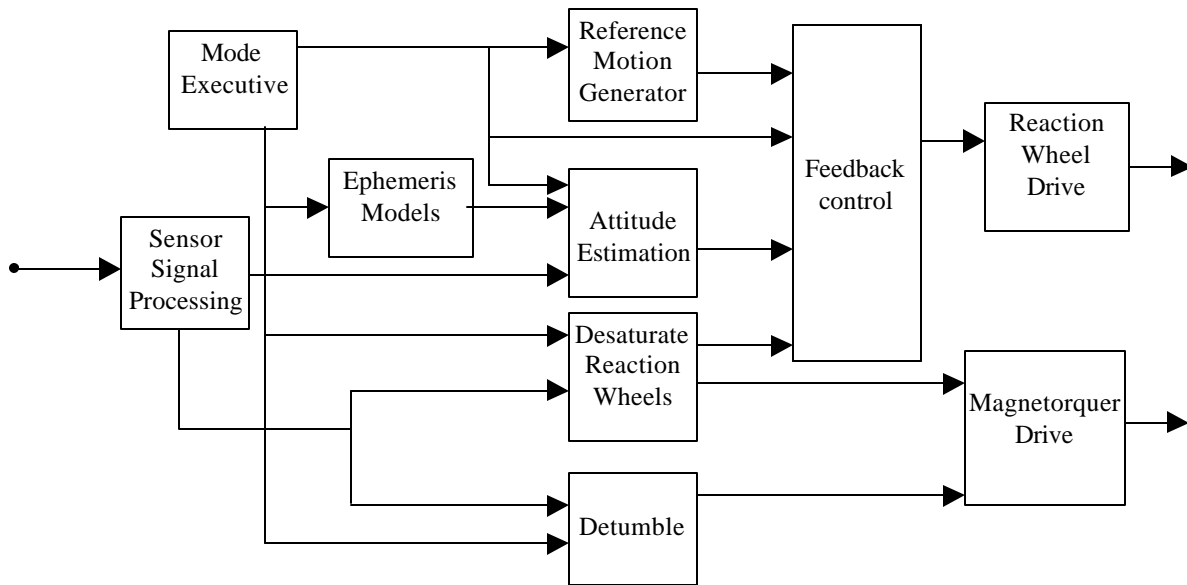 Mode
Executive
Reference
Motion
Generator
Ephemeris
Models
Sensor
Signal
Processing
Attitude
Estimation
Desaturate
Reaction
Wheels
Detumble
Feedback
control
Reaction
Wheel
Drive
Magnetorquer
Drive